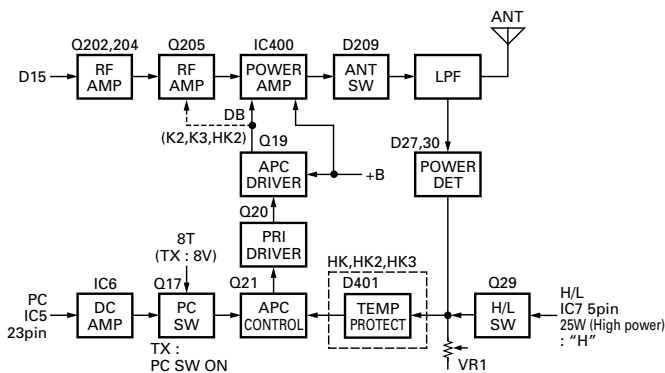 ANT
Q202,204
Q205
IC400
D209
D15
RF
AMP
RF
AMP
POWER
AMP
ANT
SW
LPF
DB
(K2,K3,HK2)
Q19
D27,30
APC
DRIVER
+B
POWER
DET
Q20
8T
(TX : 8V)
PRI
DRIVER
HK,HK2,HK3
IC6
Q17
Q21
D401
Q29
PC
IC5
23pin
DC
AMP
PC
SW
APC
CONTROL
TEMP
PROTECT
H/L
SW
H/L
IC7 5pin
25W (High power)
: “H”
TX :
PC SW ON
VR1